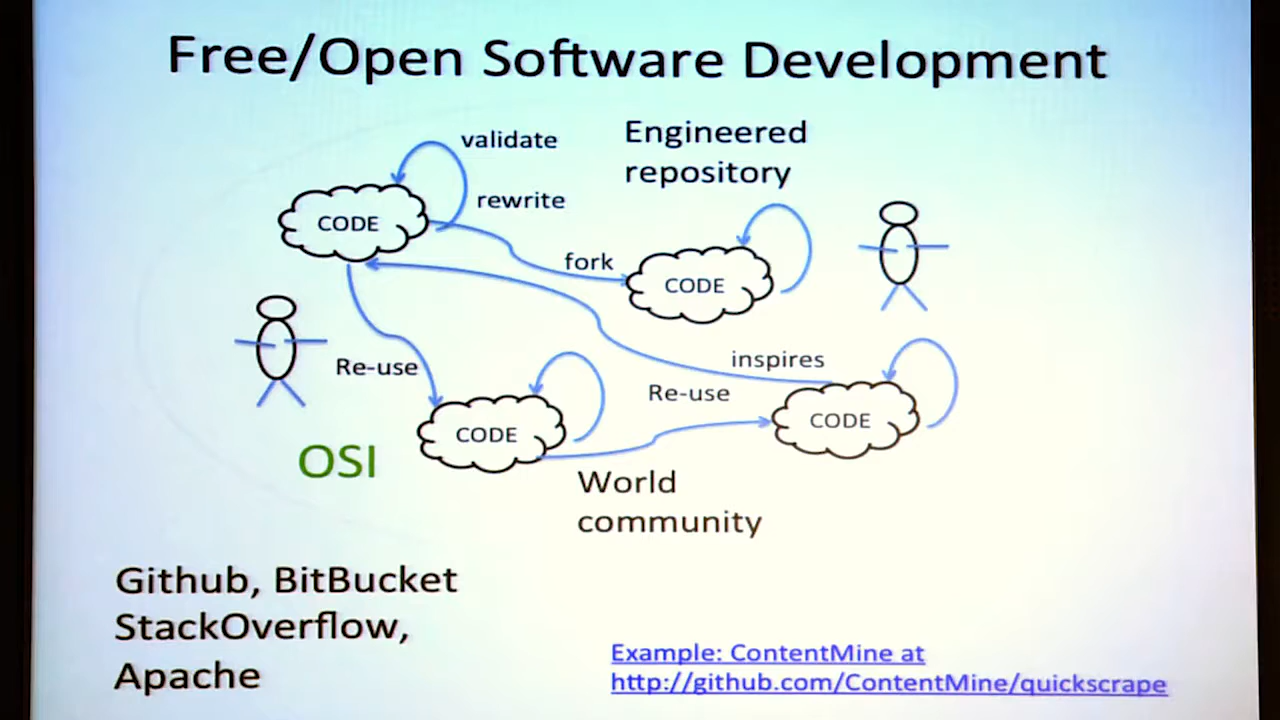 Free/Open Software Development
validate
Engineered
repository
rewrite
CODE
fork
CODE
inspires
Re-use
Re-use
CODE
CODE
OSI
World
community
Github, BitBucket
StackOverflow,
Apache
Example: ContentMine at
http://github.com/ContentMine/quickscrape